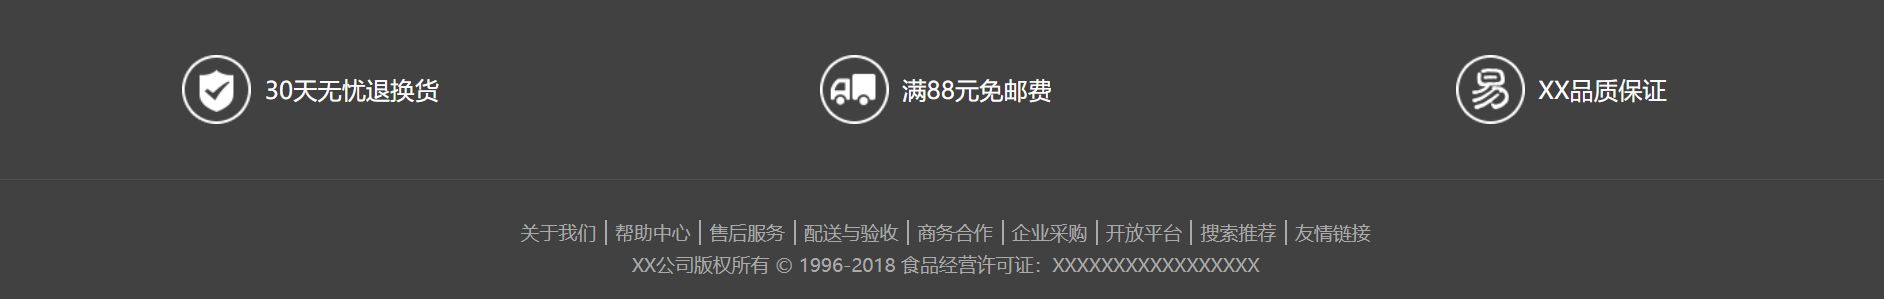 30天无忧退换货 满88元免邮费 易 XX品质保证
关于我们 | 帮助中心 | 售后服务 | 配送与验收 | 商务合作 | 企业采购 | 开放平台 | 搜索推荐 | 友情链接
XX公司版权所有 © 1996-2018 食品经营许可证：XXXXXXXXXXXXXXXXX